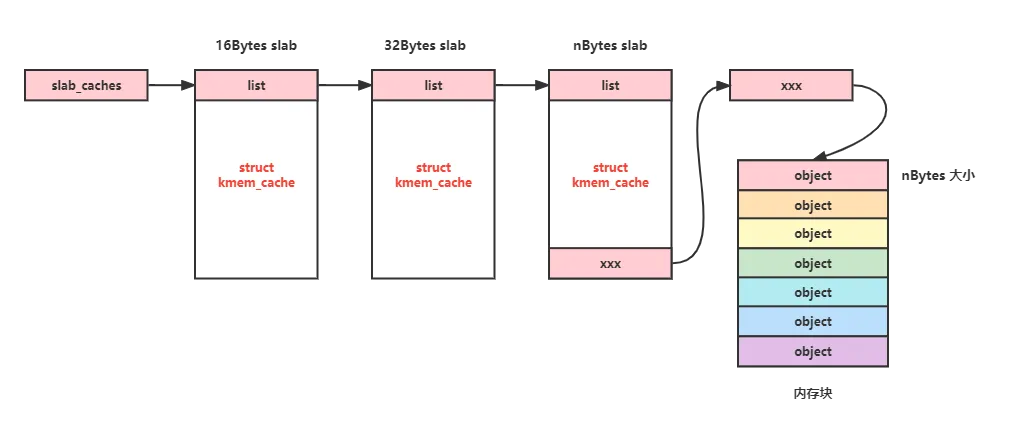 16Bytes slab
32Bytes slab
nBytes slab
slab_caches
list
list
list
xxx
struct
kmem_cache
struct
kmem_cache
struct
kmem_cache
xxx
object
nBytes 大小
object
object
object
object
object
object
内存块